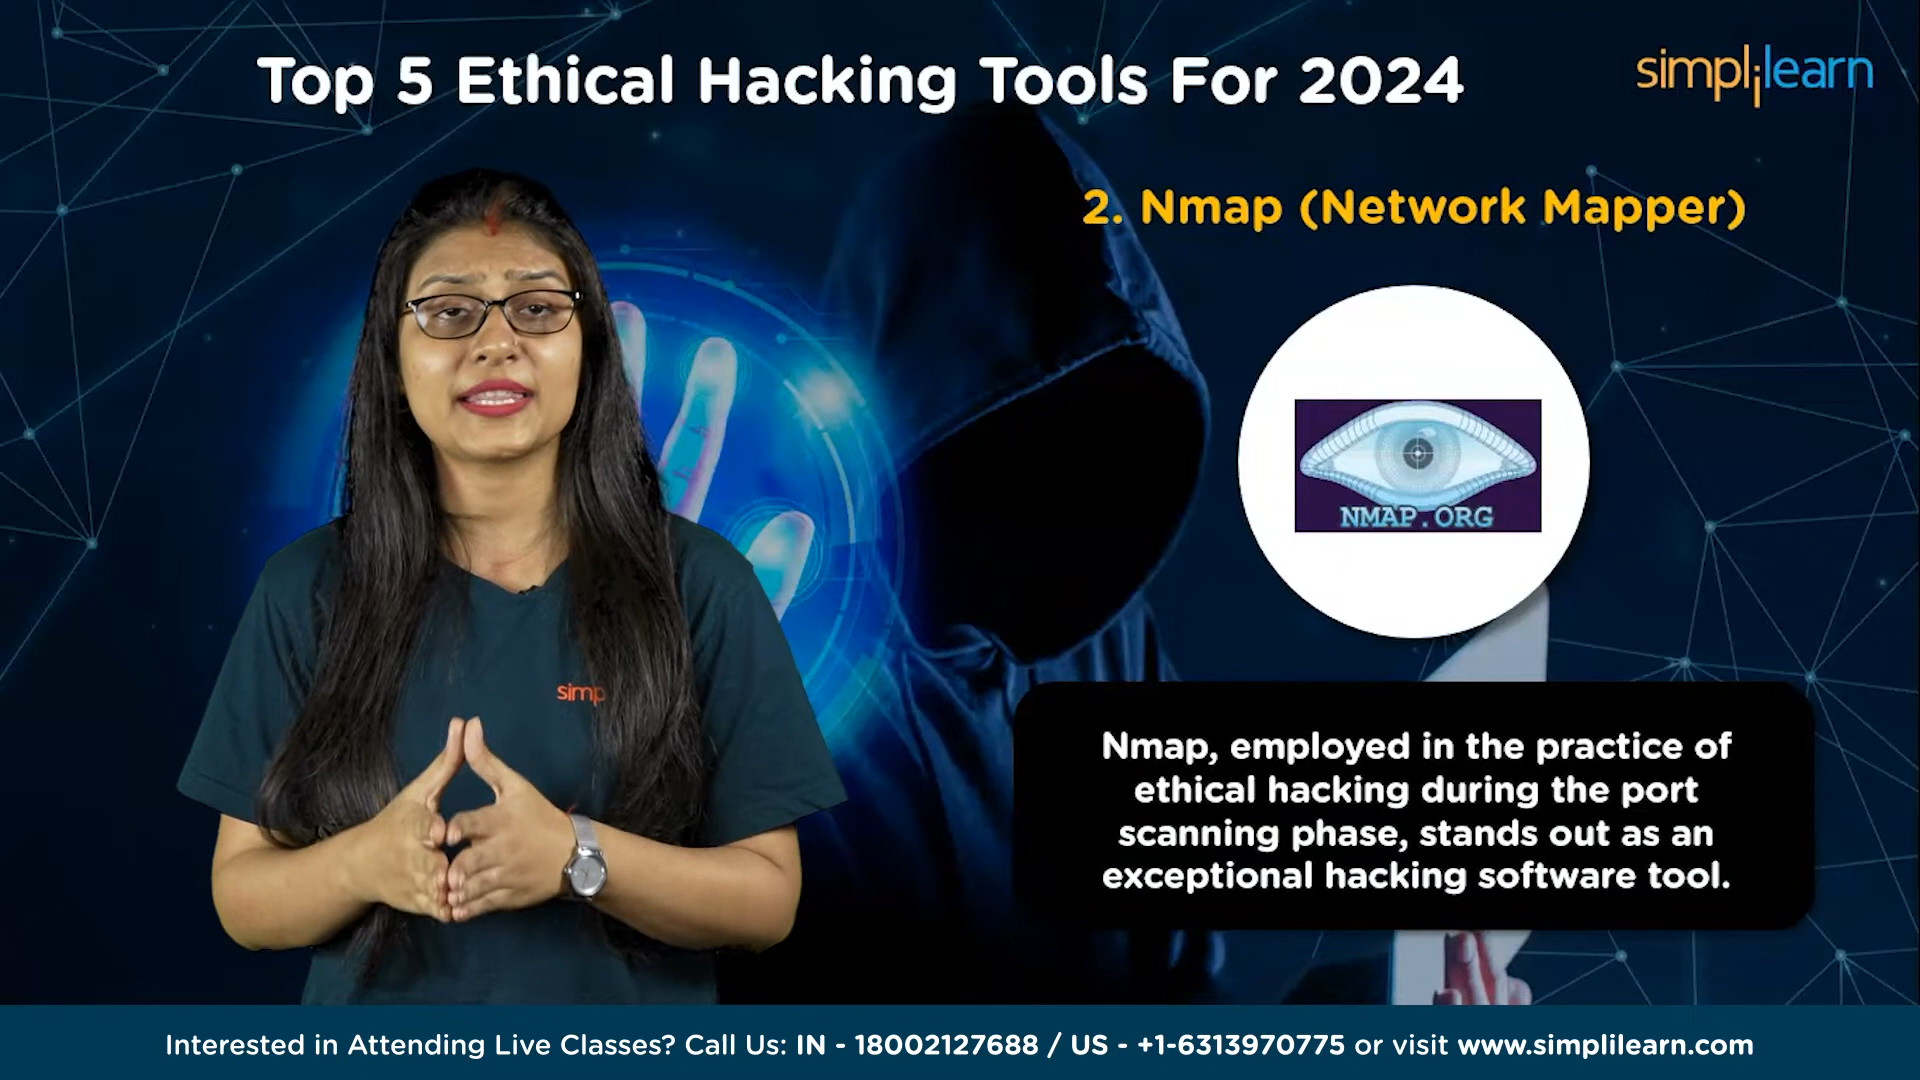 Top 5 Ethical Hacking Tools For 2024
simplilearn
2. Nmap (Network Mapper)
NMAP.ORG
simp
Nmap, employed in the practice of
ethical hacking during the port
scanning phase, stands out as an
exceptional hacking software tool.
Interested in Attending Live Classes? Call Us: IN - 18002127688 / US - +1-6313970775 or visit www.simplilearn.com